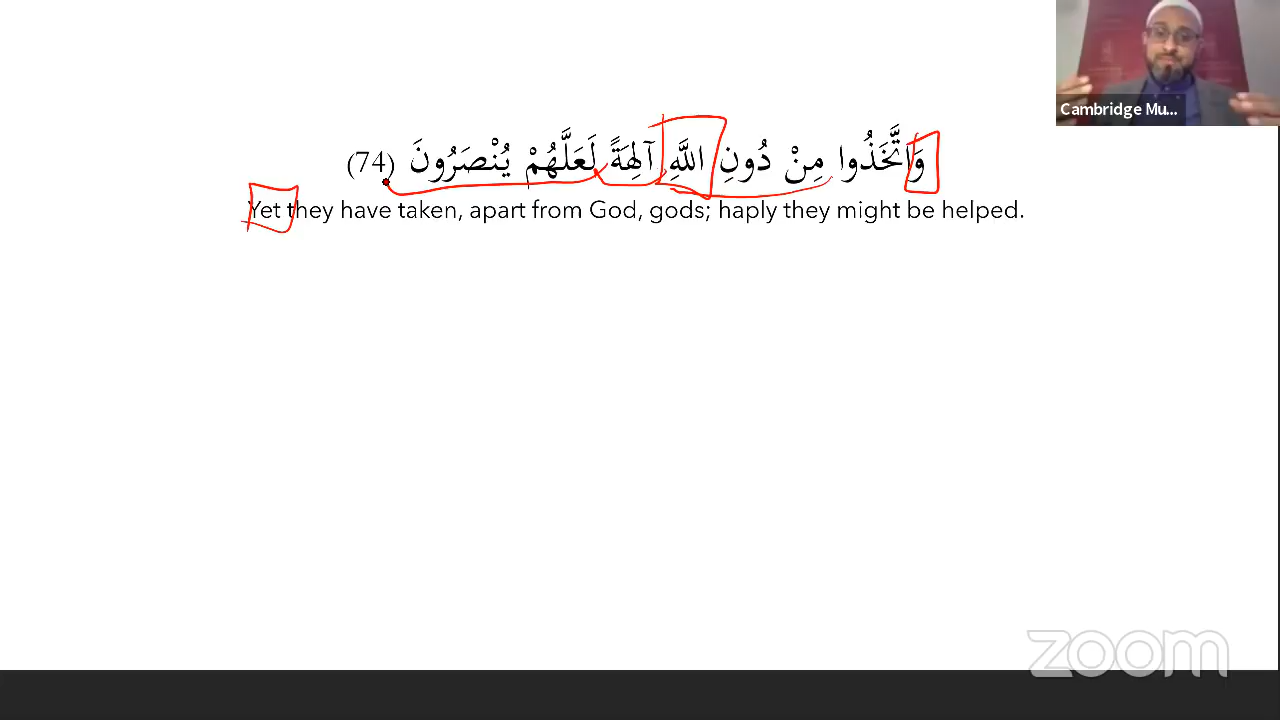 Cambridge Mu...
وَاتَّخَذُوا مِنْ دُونِ اللَّهِ آلِهَةً لَعَلَّهُمْ يُنْصَرُونَ (74)
Yet they have taken, apart from God, gods; haply they might be helped.
zoom